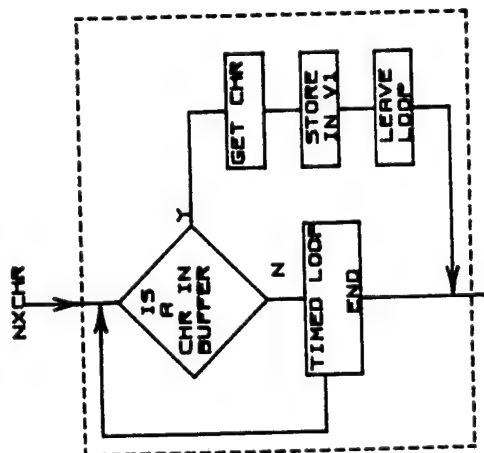 NXCHR
IS
A
CHR IN
BUFFER
Y
GET CHR
STORE
IN V1
LEAVE
LOOP
N
TIMED LOOP
END